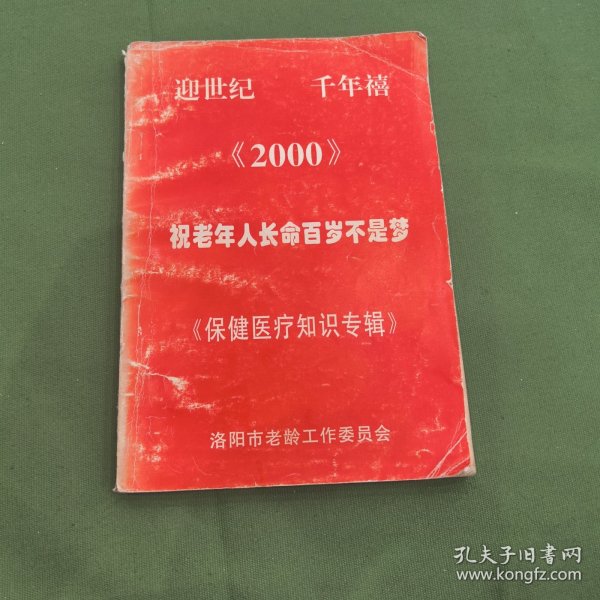 迎世纪 千年禧
《2000》
祝老年人长命百岁不是梦
《保健医疗知识专辑》
洛阳市老龄工作委员会
孔夫子旧书网
www.kongfz.com